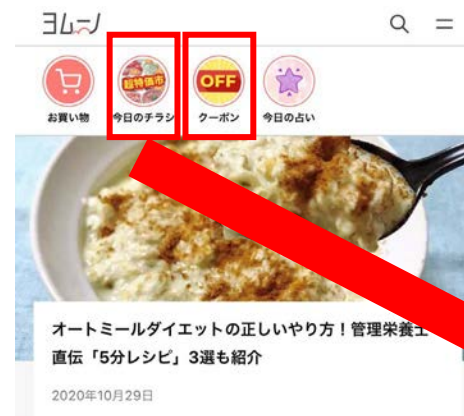 ヨムーノ
超特価市
OFF
お買い物
今日のチラシ
クーポン
今日の占い
オートミールダイエットの正しいやり方！管理栄養士
直伝「5分レシピ」3選も紹介
2020年10月29日